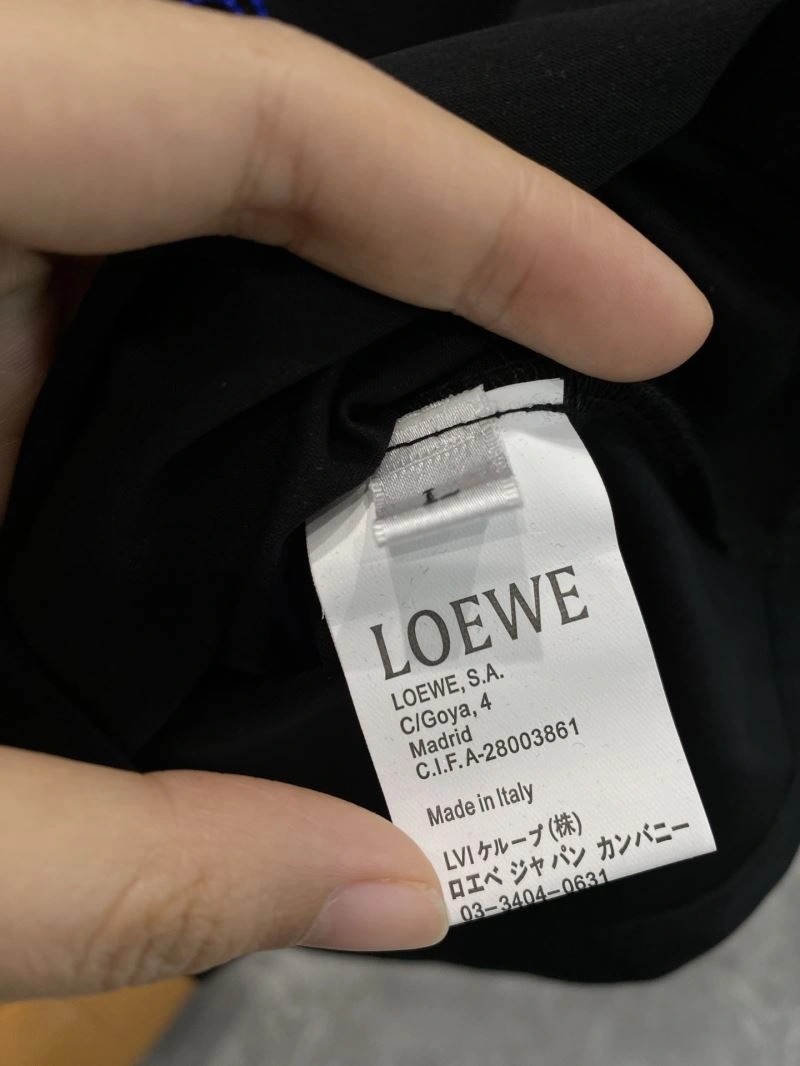 L
LOEWE
LOEWE, S.A.
C/Goya, 4
Madrid
C.I.F. A-28003861
Made in Italy
LVI ケループ (株)
ロエベ ジャパン カンバニー
03-3404-0631